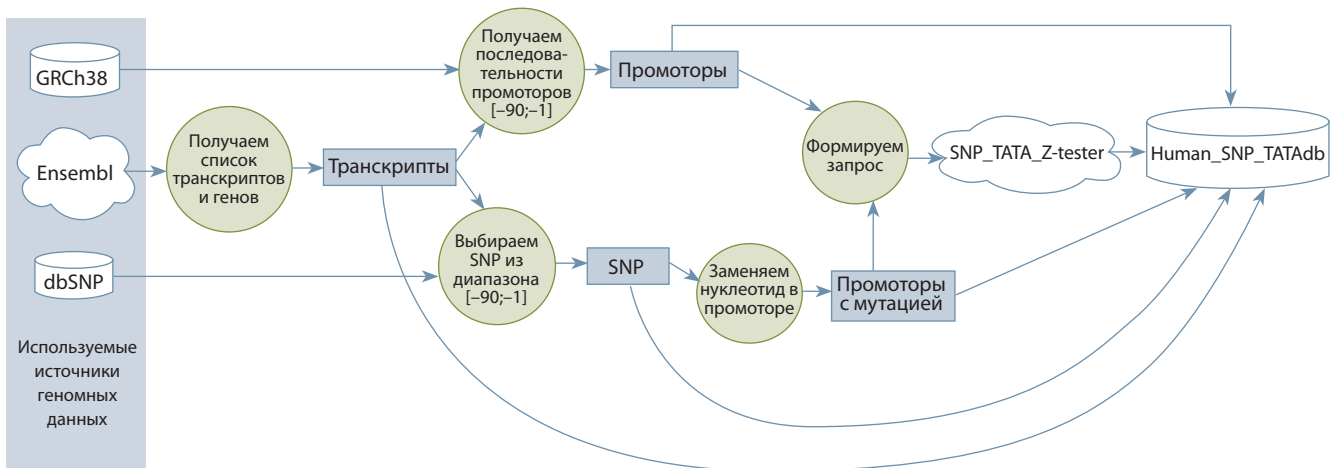 GRCh38
Ensembl
dbSNP
Используемые
источники
геномных
данных
Получаем
список
транскриптов
и генов
Транскрипты
Получаем
последова-
тельности
промоторов
[–90;–1]
Промоторы
Выбираем
SNP из
диапазона
[–90;–1]
SNP
Заменяем
нуклеотид в
промоторе
Промоторы
с мутацией
Формируем
запрос
SNP_TATA_Z-tester
Human_SNP_TATAdb